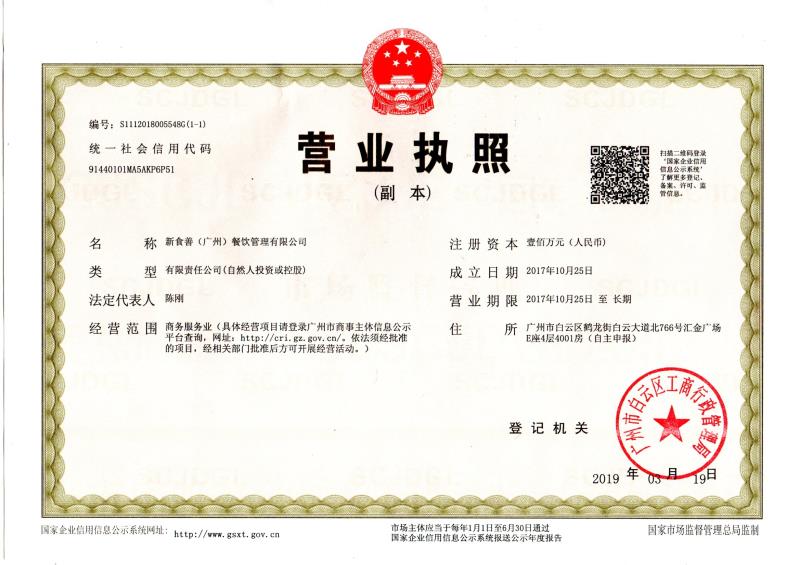 编号: S1112018005548G(1-1)
统一社会信用代码
91440101MA5AKP6P51
营业执照
(副 本)
扫描二维码登录
‘国家企业信用
信息公示系统’
了解更多登记、
备案、许可、监
管信息。
名 称 新食善（广州）餐饮管理有限公司
类 型 有限责任公司(自然人投资或控股)
法定代表人 陈刚
经营范围 商务服务业（具体经营项目请登录广州市商事主体信息公示
平台查询, 网址: http://cri.gz.gov.cn/。依法须经批准
的项目, 经相关部门批准后方可开展经营活动。）
注册资本 壹佰万元（人民币）
成立日期 2017年10月25日
营业期限 2017年10月25日 至 长期
住 所 广州市白云区鹤龙街白云大道北766号汇金广场
E座4层4001房（自主申报）
登记机关
广州市白云区工商行政管理局
2019 年 03 月 19 日
国家企业信用信息公示系统网址: http://www.gsxt.gov.cn
市场主体应当于每年1月1日至6月30日通过
国家企业信用信息公示系统报送公示年度报告
国家市场监督管理总局监制